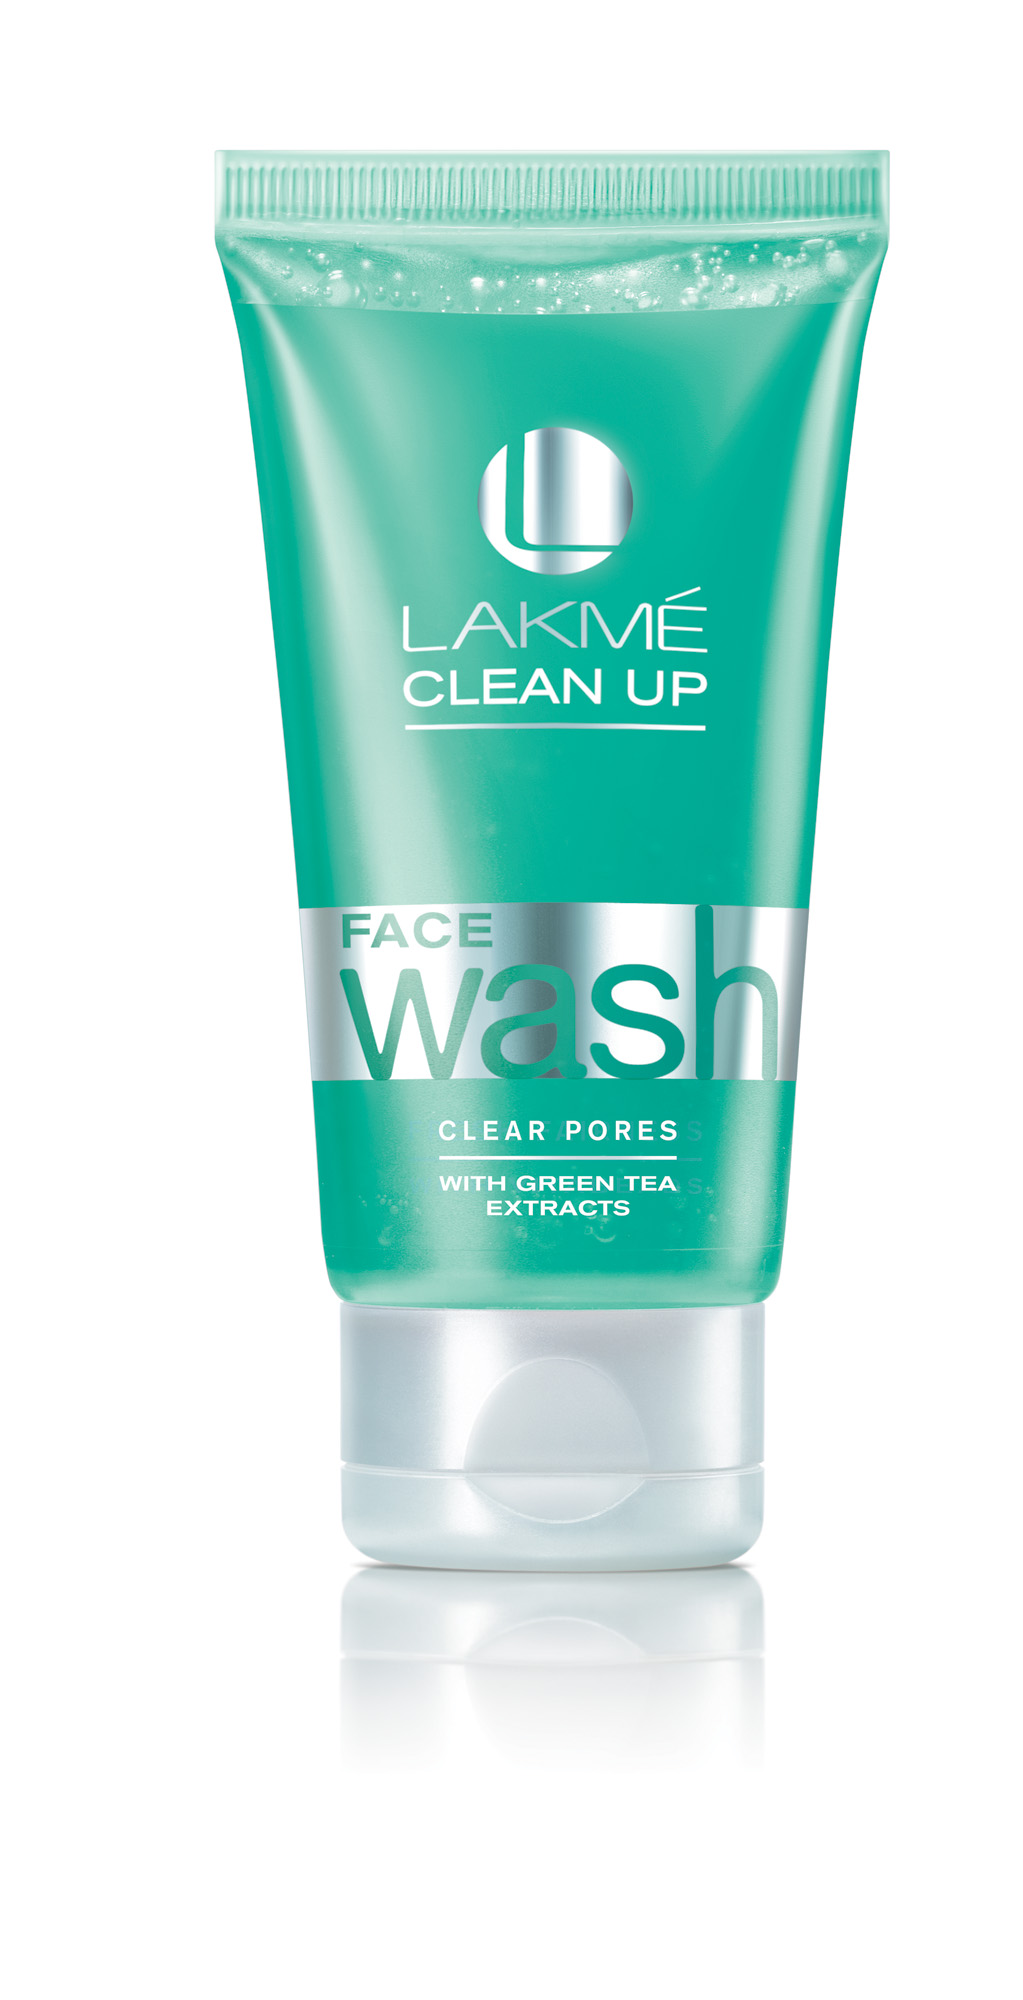 LAKMÉ
CLEAN UP
FACE
wash
CLEAR PORES
WITH GREEN TEA
EXTRACTS